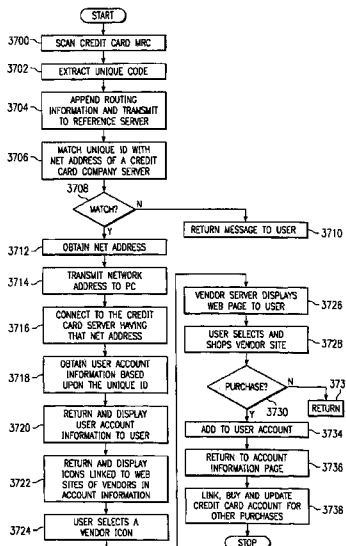 START
3700
SCAN CREDIT CARD MRC
3702
EXTRACT UNIQUE CODE
3704
APPEND ROUTING
INFORMATION AND TRANSMIT
TO REFERENCE SERVER
3706
MATCH UNIQUE ID WITH
NET ADDRESS OF A CREDIT
CARD COMPANY SERVER
3708
MATCH?
N
Y
RETURN MESSAGE TO USER
3710
3712
OBTAIN NET ADDRESS
3714
TRANSMIT NETWORK
ADDRESS TO PC
3716
CONNECT TO THE CREDIT
CARD SERVER HAVING
THAT NET ADDRESS
3718
OBTAIN USER ACCOUNT
INFORMATION BASED
UPON THE UNIQUE ID
3720
RETURN AND DISPLAY
USER ACCOUNT
INFORMATION TO USER
3722
RETURN AND DISPLAY
ICONS LINKED TO WEB
SITES OF VENDORS IN
ACCOUNT INFORMATION
3724
USER SELECTS A
VENDOR ICON
VENDOR SERVER DISPLAYS
WEB PAGE TO USER
3726
USER SELECTS AND
SHOPS VENDOR SITE
3728
PURCHASE?
N
3730
Y
373
RETURN
ADD TO USER ACCOUNT
3734
RETURN TO ACCOUNT
INFORMATION PAGE
3736
LINK, BUY AND UPDATE
CREDIT CARD ACCOUNT FOR
OTHER PURCHASES
3738
STOP